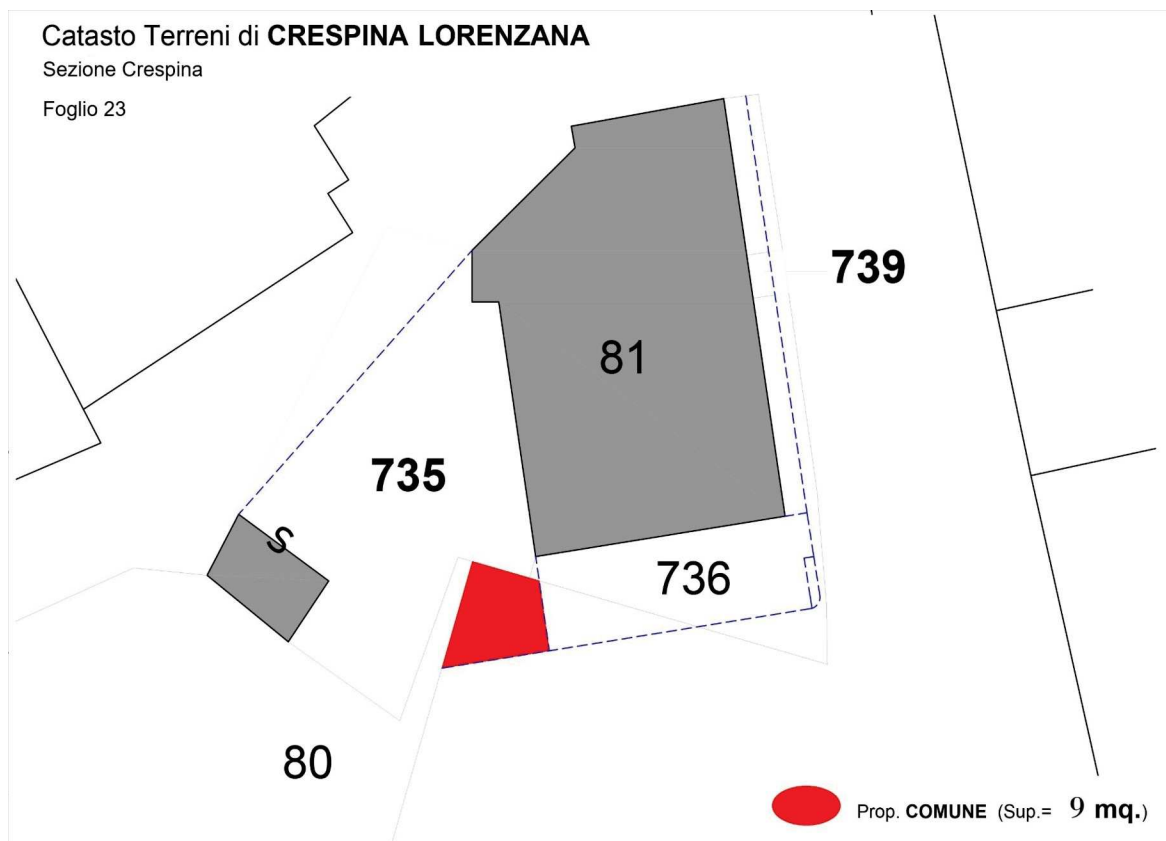 Catasto Terreni di CRESPINA LORENZANA
Sezione Crespina
Foglio 23
739
81
735
S
736
80
Prop. COMUNE (Sup.= 9 mq.)